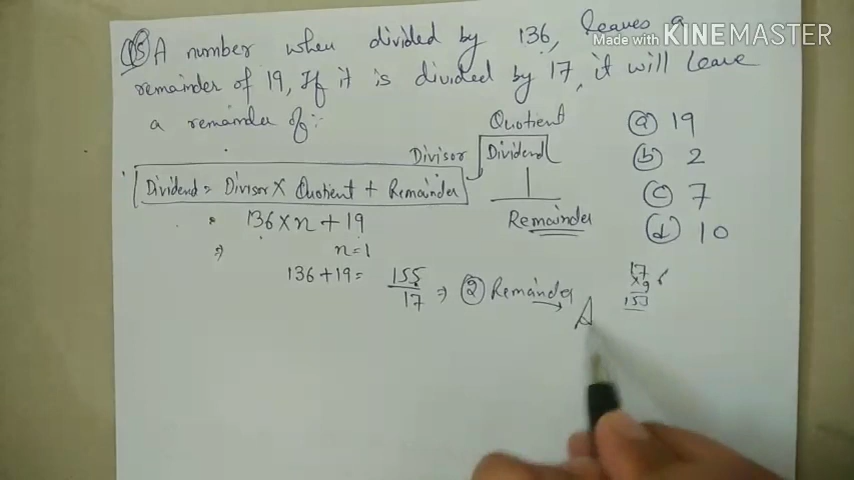 Q5 A number when divided by 136, leaves a
Made with KINEMASTER
remainder of 19, If it is divided by 17, it will leave
a remainder of:
Quotient
Divisor Dividend
Dividend = Divisor × Quotient + Remainder
Remainder
136 × n + 19
⇒ n = 1
136 + 19 = 155/17 ⇒ ② Remainder → A
(a) 19
(b) 2
(c) 7
(d) 10
17
×9
153